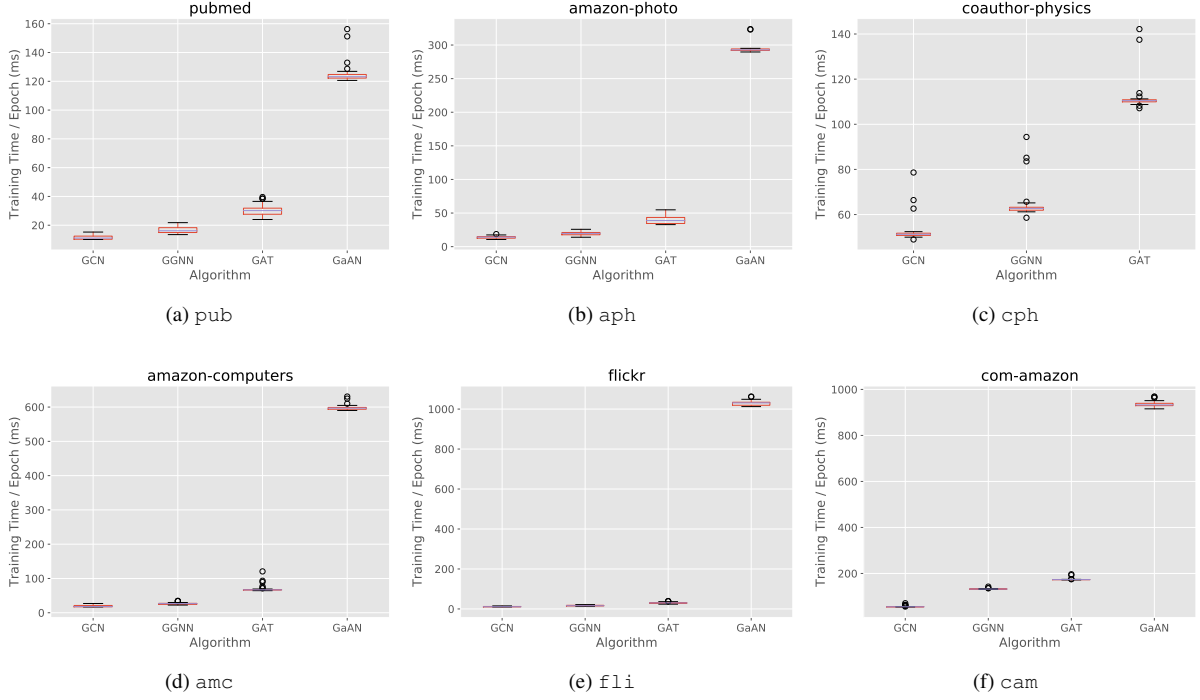 pubmed
Training Time / Epoch (ms)
160
140
120
100
80
60
40
20
GCN GGNN GAT GaAN
Algorithm
(a) pub
amazon-photo
Training Time / Epoch (ms)
300
250
200
150
100
50
0
GCN GGNN GAT GaAN
Algorithm
(b) aph
coauthor-physics
Training Time / Epoch (ms)
140
120
100
80
60
GCN GGNN GAT
Algorithm
(c) cph
amazon-computers
Training Time / Epoch (ms)
600
500
400
300
200
100
0
GCN GGNN GAT GaAN
Algorithm
(d) amc
flickr
Training Time / Epoch (ms)
1000
800
600
400
200
0
GCN GGNN GAT GaAN
Algorithm
(e) fli
com-amazon
Training Time / Epoch (ms)
1000
800
600
400
200
GCN GGNN GAT GaAN
Algorithm
(f) cam